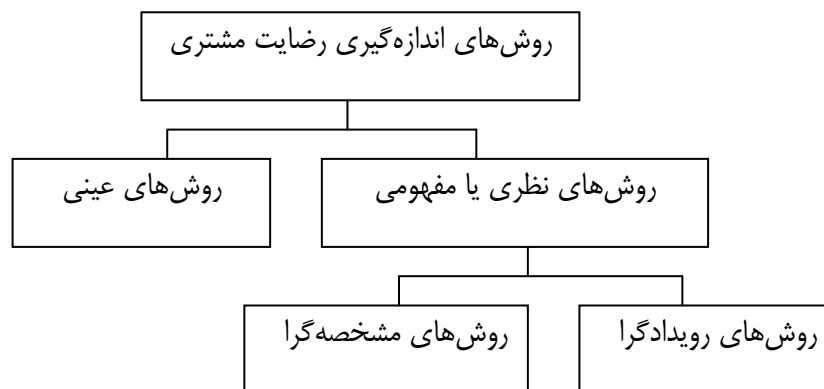 روش‌های اندازه‌گیری رضایت مشتری
روش‌های نظری یا مفهومی
روش‌های عینی
روش‌های رویدادگرا
روش‌های مشخصه‌گرا